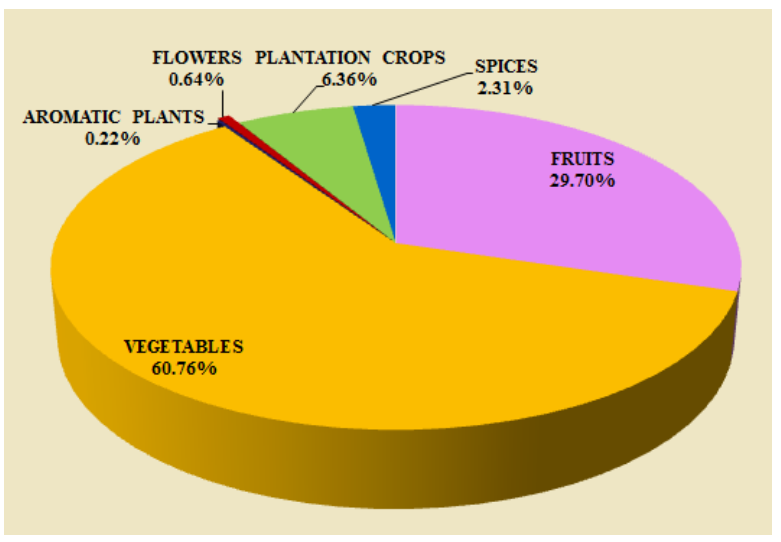 FLOWERS
0.64%
PLANTATION CROPS
6.36%
SPICES
2.31%
AROMATIC PLANTS
0.22%
FRUITS
29.70%
VEGETABLES
60.76%